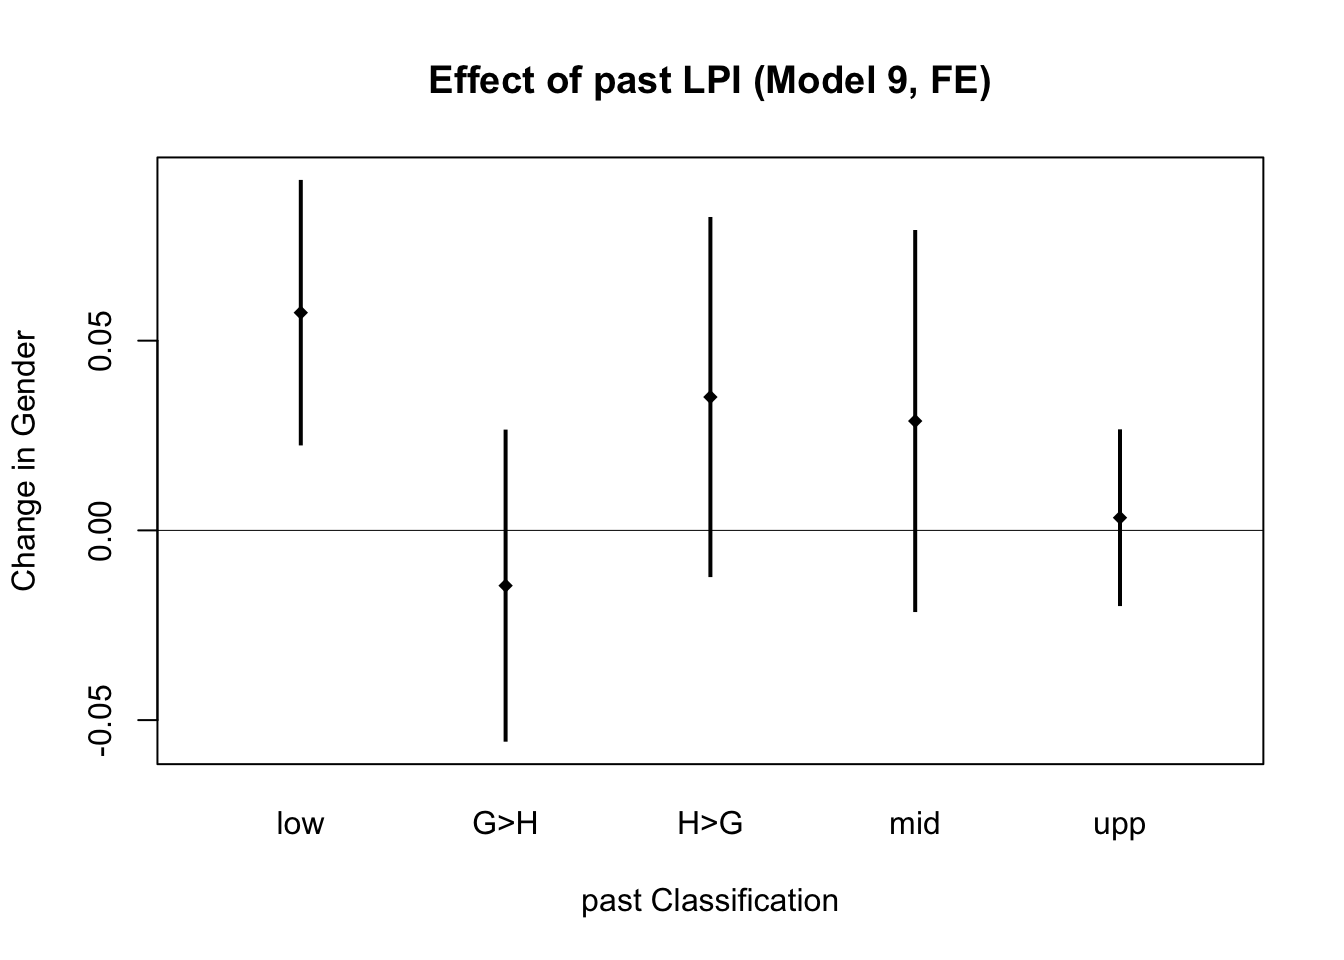 Effect of past LPI (Model 9, FE)
Change in Gender
0.05
0.00
-0.05
low G>H H>G mid upp
past Classification